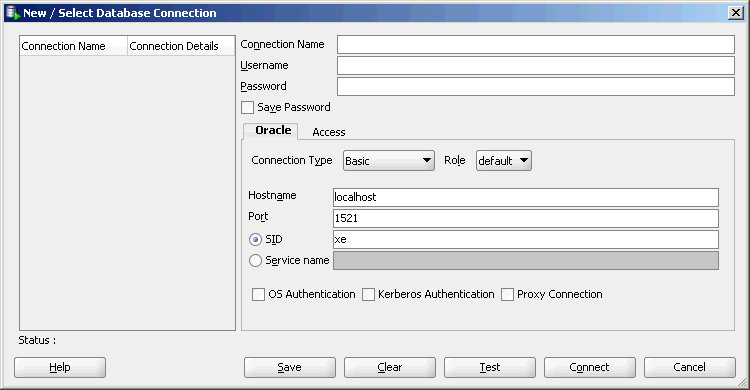 New / Select Database Connection
Connection Name Connection Details
Connection Name
Username
Password
Save Password
Oracle Access
Connection Type Basic Role default
Hostname localhost
Port 1521
SID xe
Service name
OS Authentication Kerberos Authentication Proxy Connection
Status :
Help Save Clear Test Connect Cancel